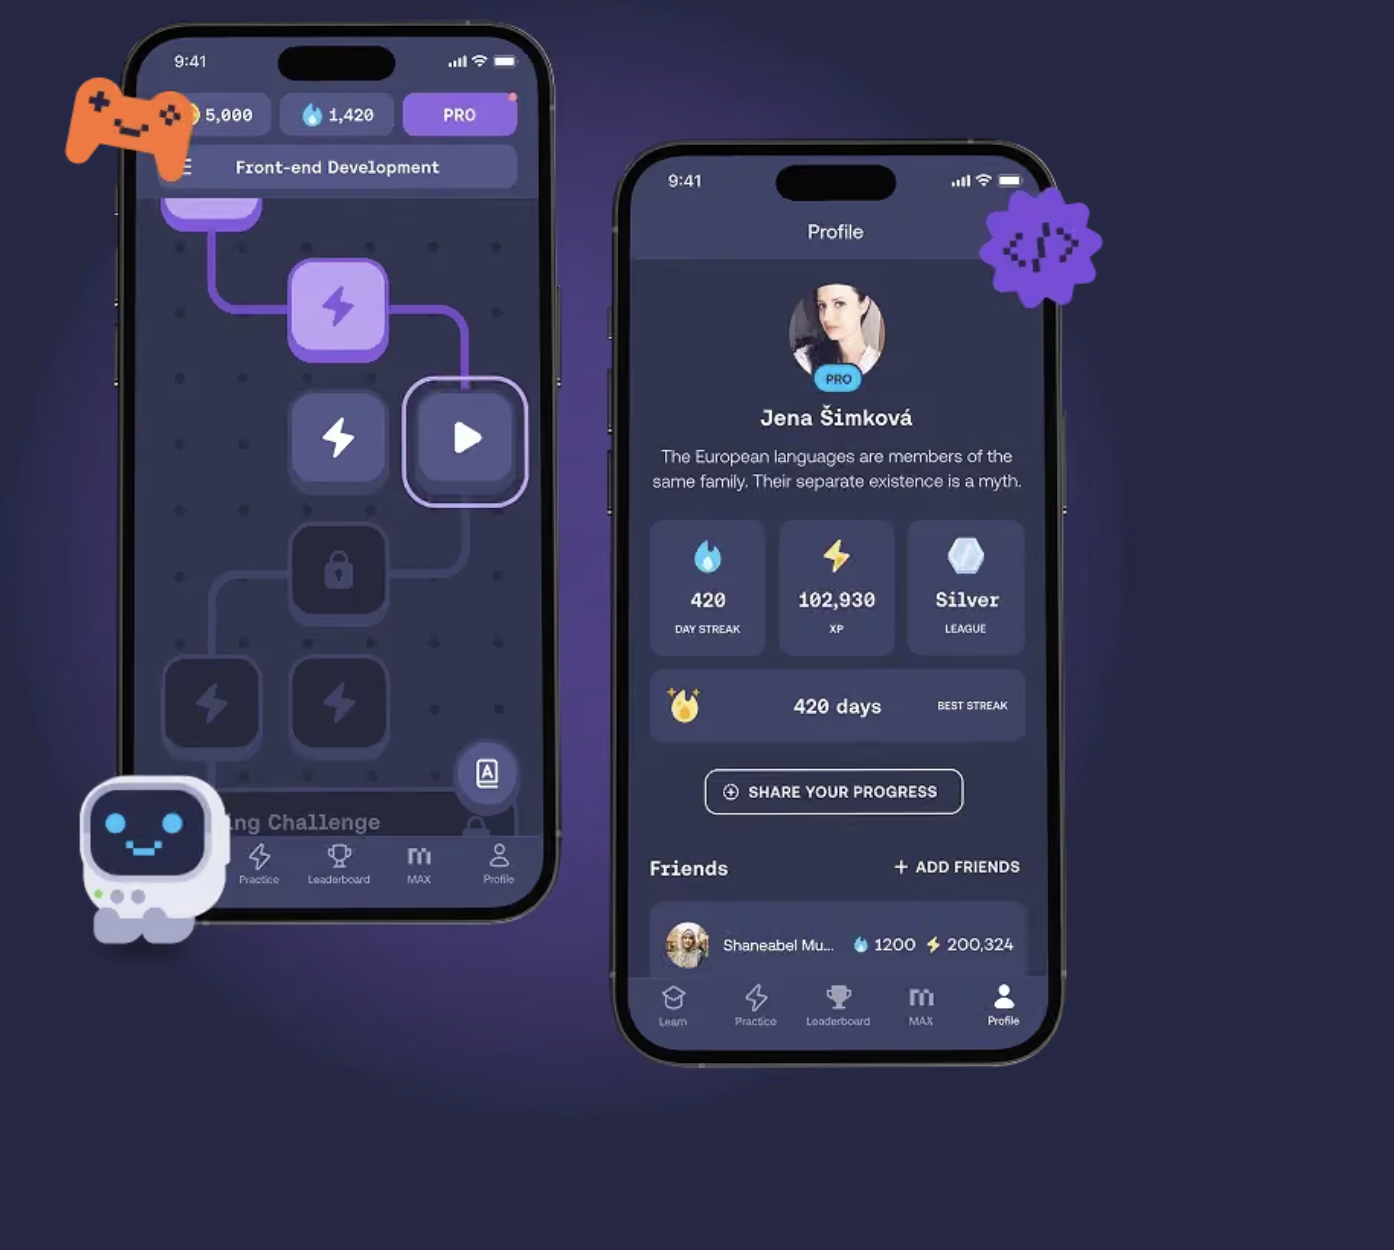 9:41
5,000
1,420
PRO
Front-end Development
ing Challenge
Practice
Leaderboard
MAX
Profile
9:41
Profile
PRO
Jena Šimková
The European languages are members of the
same family. Their separate existence is a myth.
420
DAY STREAK
102,930
XP
Silver
LEAGUE
420 days
BEST STREAK
SHARE YOUR PROGRESS
Friends
+ ADD FRIENDS
Shaneabel Mu...
1200
200,324
Learn
Practice
Leaderboard
MAX
Profile